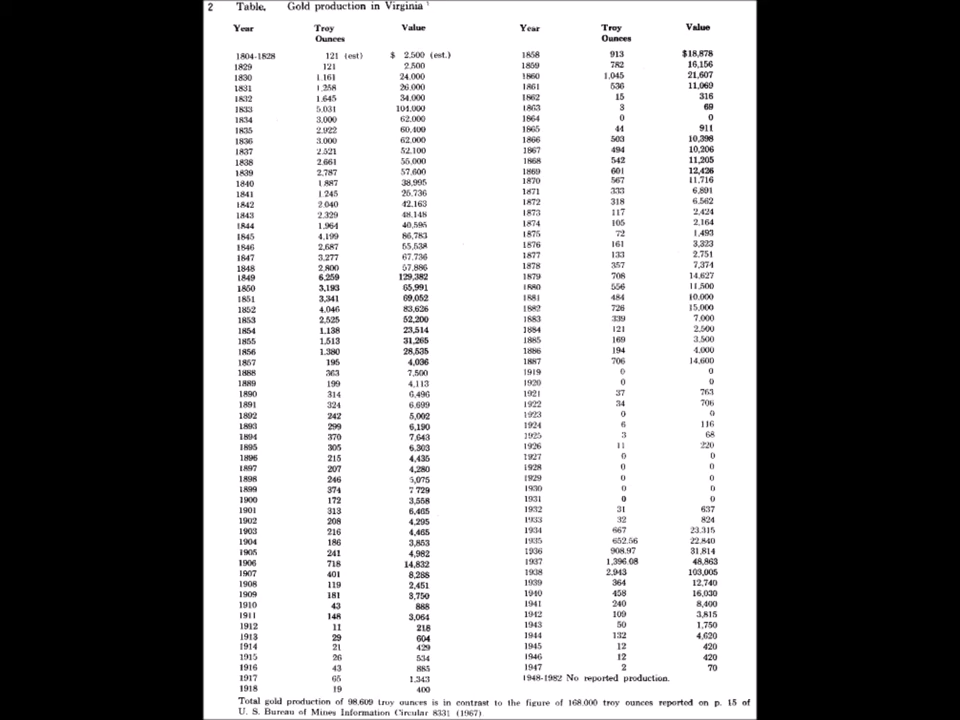 2 Table. Gold production in Virginia ¹
Year Troy Ounces Value
1804-1828 121 (est) $ 2,500 (est.)
1829 121 2,500
1830 1,161 24,000
1831 1,258 26,000
1832 1,645 34,000
1833 5,031 104,000
1834 3,000 62,000
1835 2,922 60,400
1836 3,000 62,000
1837 2,521 52,100
1838 2,661 55,000
1839 2,787 57,600
1840 1,887 38,995
1841 1,245 25,736
1842 2,040 42,163
1843 2,329 48,148
1844 1,964 40,595
1845 4,199 86,783
1846 2,687 55,538
1847 3,277 67,736
1848 2,800 57,886
1849 6,259 129,382
1850 3,193 65,991
1851 3,341 69,052
1852 4,046 83,626
1853 2,525 52,200
1854 1,138 23,514
1855 1,513 31,265
1856 1,380 28,535
1857 195 4,036
1888 363 7,500
1889 199 4,113
1890 314 6,496
1891 324 6,699
1892 242 5,002
1893 299 6,190
1894 370 7,643
1895 305 6,303
1896 215 4,435
1897 207 4,280
1898 246 5,075
1899 374 7 729
1900 172 3,558
1901 313 6,465
1902 208 4,295
1903 216 4,465
1904 186 3,853
1905 241 4,982
1906 718 14,832
1907 401 8,288
1908 119 2,451
1909 181 3,750
1910 43 888
1911 148 3,064
1912 11 218
1913 29 604
1914 21 429
1915 26 534
1916 43 885
1917 65 1,343
1918 19 400
Year Troy Ounces Value
1858 913 $18,878
1859 782 16,156
1860 1,045 21,607
1861 536 11,069
1862 15 316
1863 3 69
1864 0 0
1865 44 911
1866 503 10,398
1867 494 10,206
1868 542 11,205
1869 601 12,426
1870 567 11,716
1871 333 6,891
1872 318 6,562
1873 117 2,424
1874 105 2,164
1875 72 1,493
1876 161 3,323
1877 133 2,751
1878 357 7,374
1879 708 14,627
1880 556 11,500
1881 484 10,000
1882 726 15,000
1883 339 7,000
1884 121 2,500
1885 169 3,500
1886 194 4,000
1887 706 14,600
1919 0 0
1920 0 0
1921 37 763
1922 34 706
1923 0 0
1924 6 116
1925 3 68
1926 11 220
1927 0 0
1928 0 0
1929 0 0
1930 0 0
1931 0 0
1932 31 637
1933 32 824
1934 667 23,315
1935 652.56 22,840
1936 908.97 31,814
1937 1,396.08 48,863
1938 2,943 103,005
1939 364 12,740
1940 458 16,030
1941 240 8,400
1942 109 3,815
1943 50 1,750
1944 132 4,620
1945 12 420
1946 12 420
1947 2 70
1948-1982 No reported production.
Total gold production of 98,609 troy ounces is in contrast to the figure of 168,000 troy ounces reported on p. 15 of
U. S. Bureau of Mines Information Circular 8331 (1967)